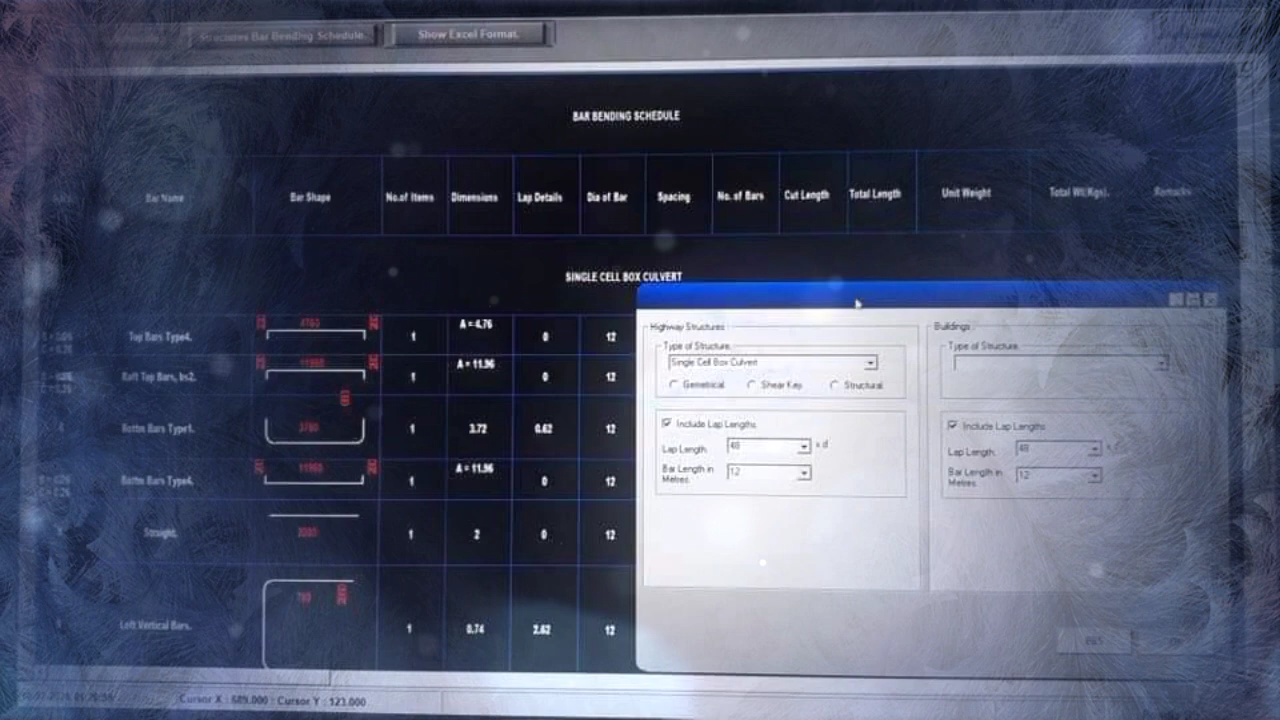 Structures Bar Bending Schedule.
Show Excel Format.
BAR BENDING SCHEDULE
Bar Name
Bar Shape
No.of Items
Dimensions
Lap Details
Dia of Bar
Spacing
No. of Bars
Cut Length
Total Length
Unit Weight
Total Wt(Kgs).
Remarks
SINGLE CELL BOX CULVERT
Top Bars Type4.
4760
1
A = 4.76
0
12
Raft Top Bars, Ins2.
11960
1
A = 11.96
0
12
Bottm Bars Type1.
3760
1
3.72
0.62
12
Bottm Bars Type4.
11960
1
A = 11.96
0
12
Straight.
2000
1
2
0
12
Left Vertical Bars.
1
0.74
2.62
12
Highway Structures
Type of Structure
Single Cell Box Culvert
Gemetrical
Shear Key
Structural
Include Lap Lengths
Lap Length
48
x d
Bar Length in
Metres
12
Buildings
Type of Structure
Include Lap Lengths
Lap Length
48
Bar Length in
Metres
12
Cursor X : 689.000 : Cursor Y : 123.000